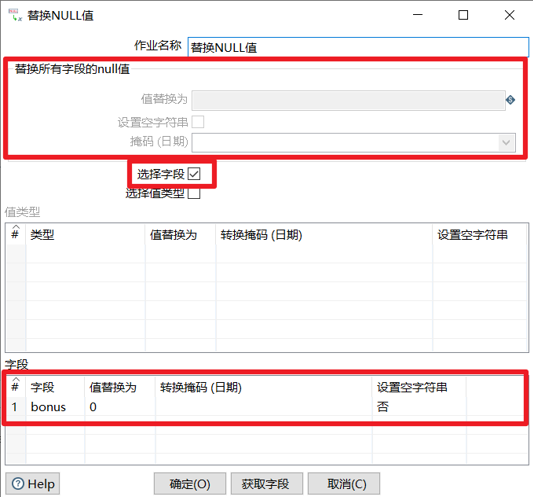 替换NULL值
作业名称 替换NULL值
替换所有字段的null值
值替换为
设置空字符串
掩码 (日期)
选择字段
选择值类型
值类型
# 类型 值替换为 转换掩码 (日期) 设置空字符串
字段
# 字段 值替换为 转换掩码 (日期) 设置空字符串
1 bonus 0 否
Help 确定(O) 获取字段 取消(C)